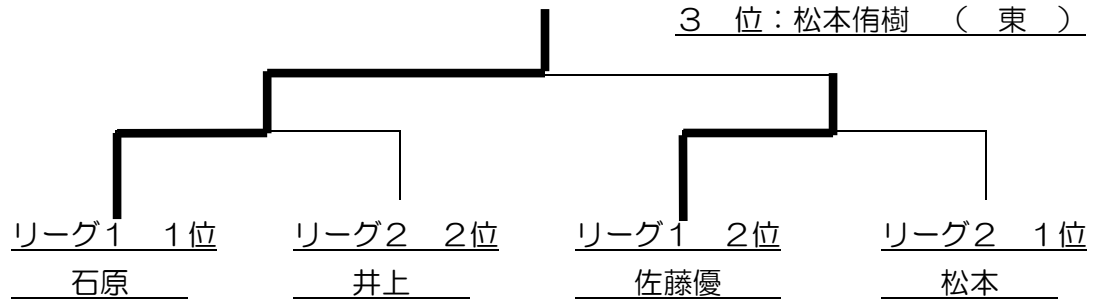 ３　位：松本侑樹　（　東　）
リーグ１　１位　リーグ２　２位　リーグ１　２位　リーグ２　１位
石原　井上　佐藤優　松本